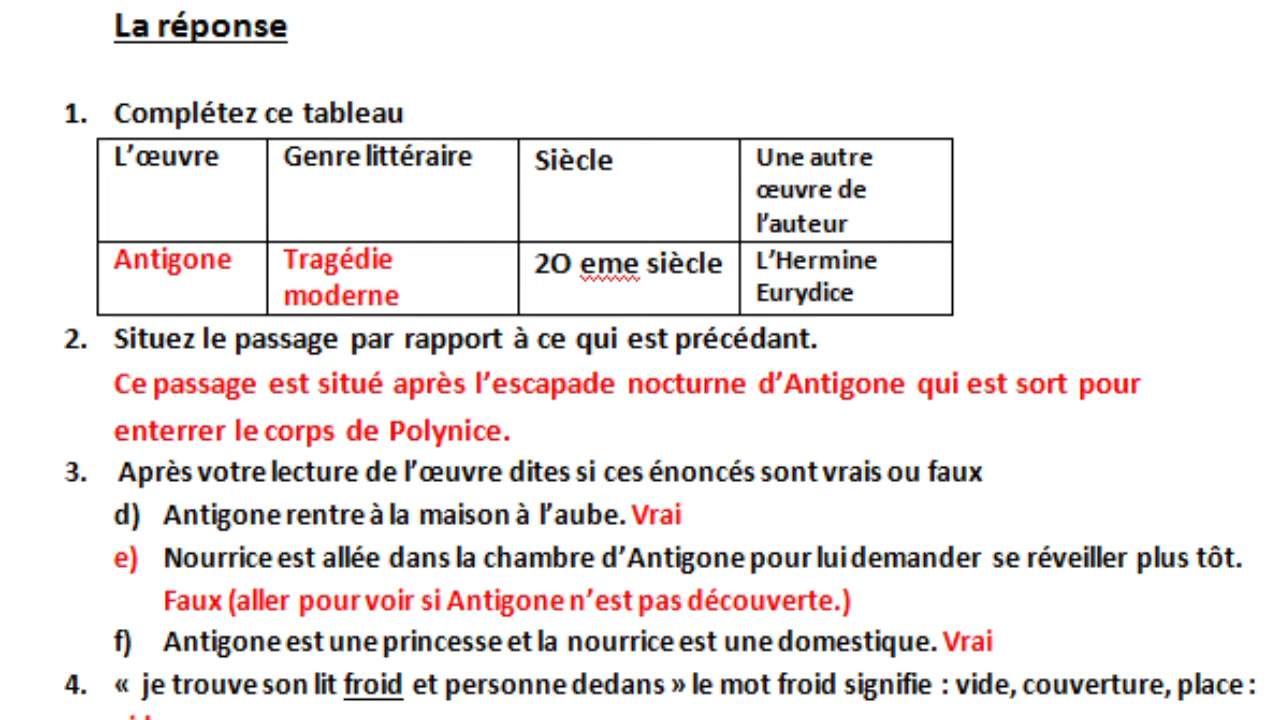 La réponse
1. Complétez ce tableau
L'œuvre Genre littéraire Siècle Une autre
œuvre de
l'auteur
Antigone Tragédie 2O eme siècle L'Hermine
moderne Eurydice
2. Situez le passage par rapport à ce qui est précédant.
Ce passage est situé après l'escapade nocturne d'Antigone qui est sort pour
enterrer le corps de Polynice.
3. Après votre lecture de l'œuvre dites si ces énoncés sont vrais ou faux
d) Antigone rentre à la maison à l'aube. Vrai
e) Nourrice est allée dans la chambre d'Antigone pour lui demander se réveiller plus tôt.
Faux (aller pour voir si Antigone n'est pas découverte.)
f) Antigone est une princesse et la nourrice est une domestique. Vrai
4. « je trouve son lit froid et personne dedans » le mot froid signifie : vide, couverture, place :